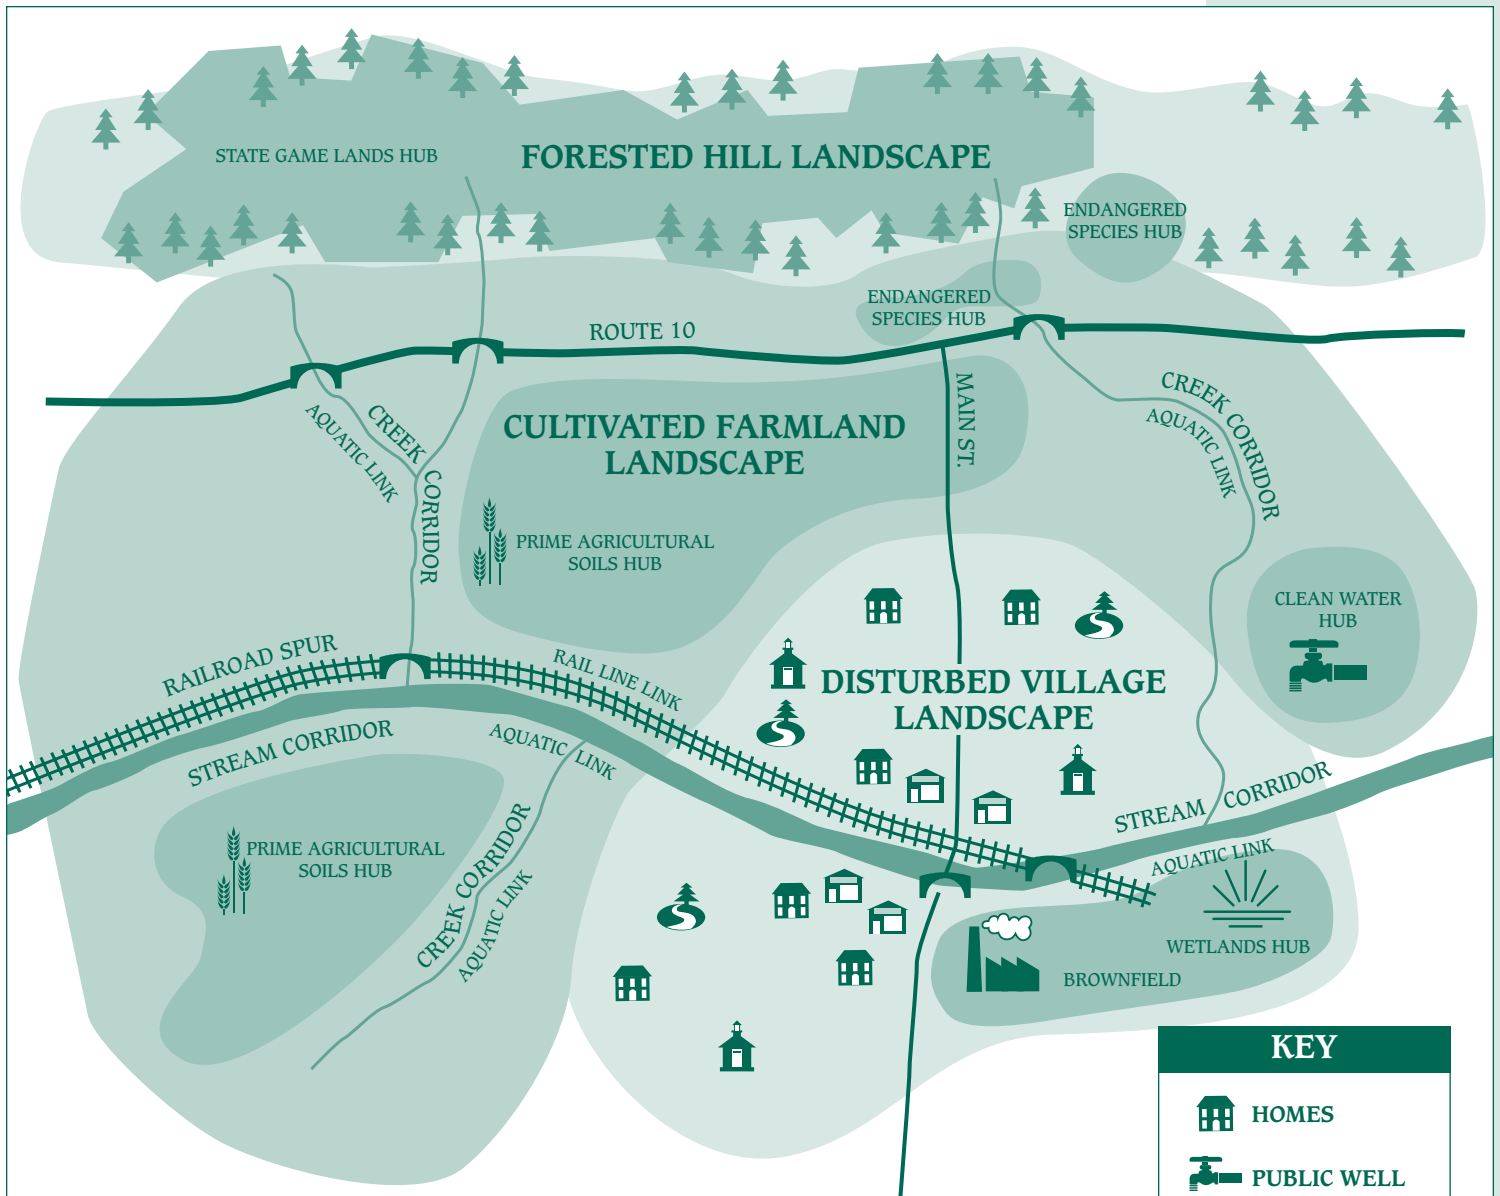 STATE GAME LANDS HUB
FORESTED HILL LANDSCAPE
ENDANGERED
SPECIES HUB
ENDANGERED
SPECIES HUB
ROUTE 10
MAIN ST.
CREEK CORRIDOR
AQUATIC LINK
CREEK CORRIDOR
AQUATIC LINK
CULTIVATED FARMLAND
LANDSCAPE
PRIME AGRICULTURAL
SOILS HUB
CLEAN WATER
HUB
RAILROAD SPUR
RAIL LINE LINK
DISTURBED VILLAGE
LANDSCAPE
STREAM CORRIDOR
AQUATIC LINK
STREAM CORRIDOR
AQUATIC LINK
PRIME AGRICULTURAL
SOILS HUB
CREEK CORRIDOR
AQUATIC LINK
WETLANDS HUB
BROWNFIELD
KEY
HOMES
PUBLIC WELL